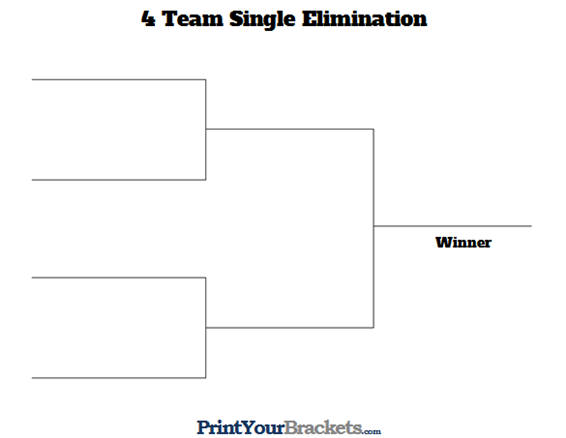 4 Team Single Elimination
Winner
PrintYourBrackets.com